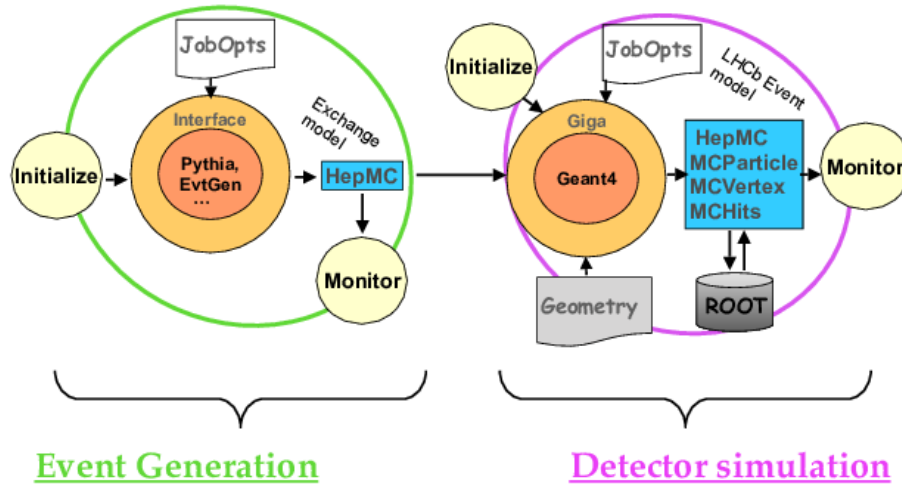 JobOpts
Interface
Pythia,
EvtGen
...
Initialize
Exchange
model
HepMC
Monitor
Initialize
JobOpts
LHCb Event
model
Giga
Geant4
HepMC
MCParticle
MCVertex
MCHits
Monitor
Geometry
ROOT
Event Generation
Detector simulation